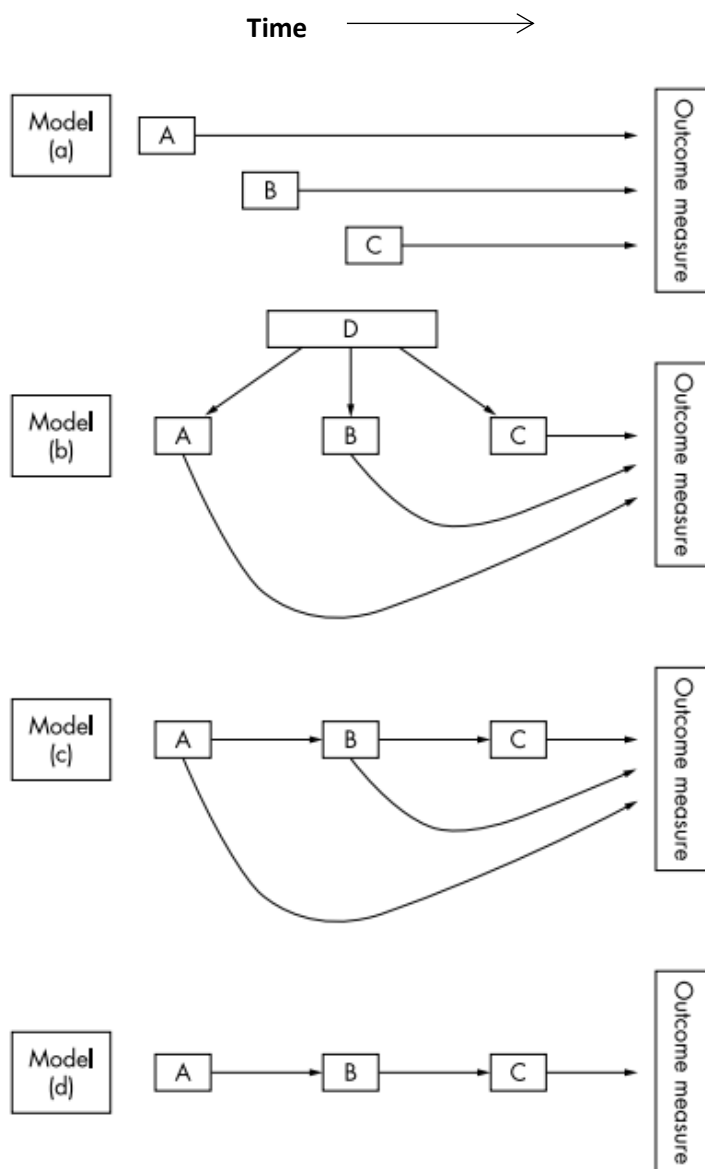 Time
Model
(a)
A
B
C
Outcome measure
D
Model
(b)
A
B
C
Outcome measure
Model
(c)
A
B
C
Outcome measure
Model
(d)
A
B
C
Outcome measure